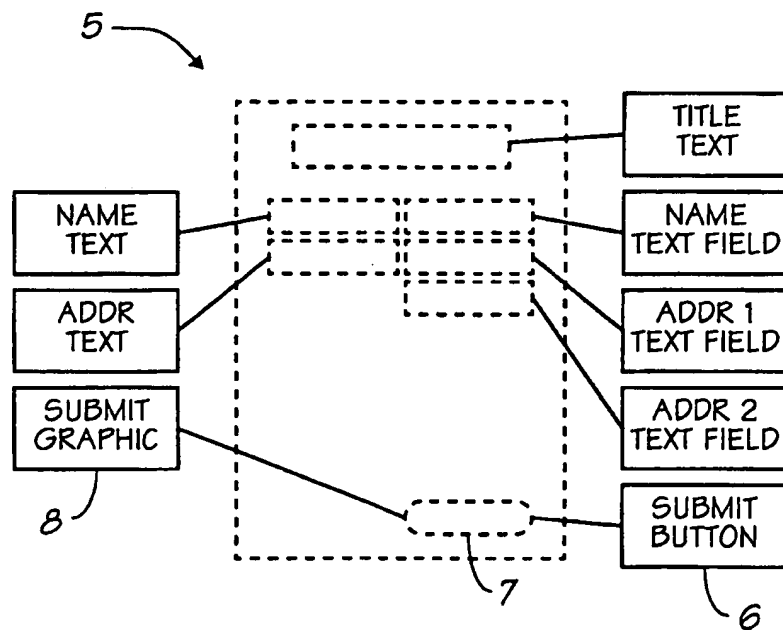 5
TITLE
TEXT
NAME
TEXT
NAME
TEXT FIELD
ADDR
TEXT
ADDR 1
TEXT FIELD
SUBMIT
GRAPHIC
ADDR 2
TEXT FIELD
8
SUBMIT
BUTTON
7
6